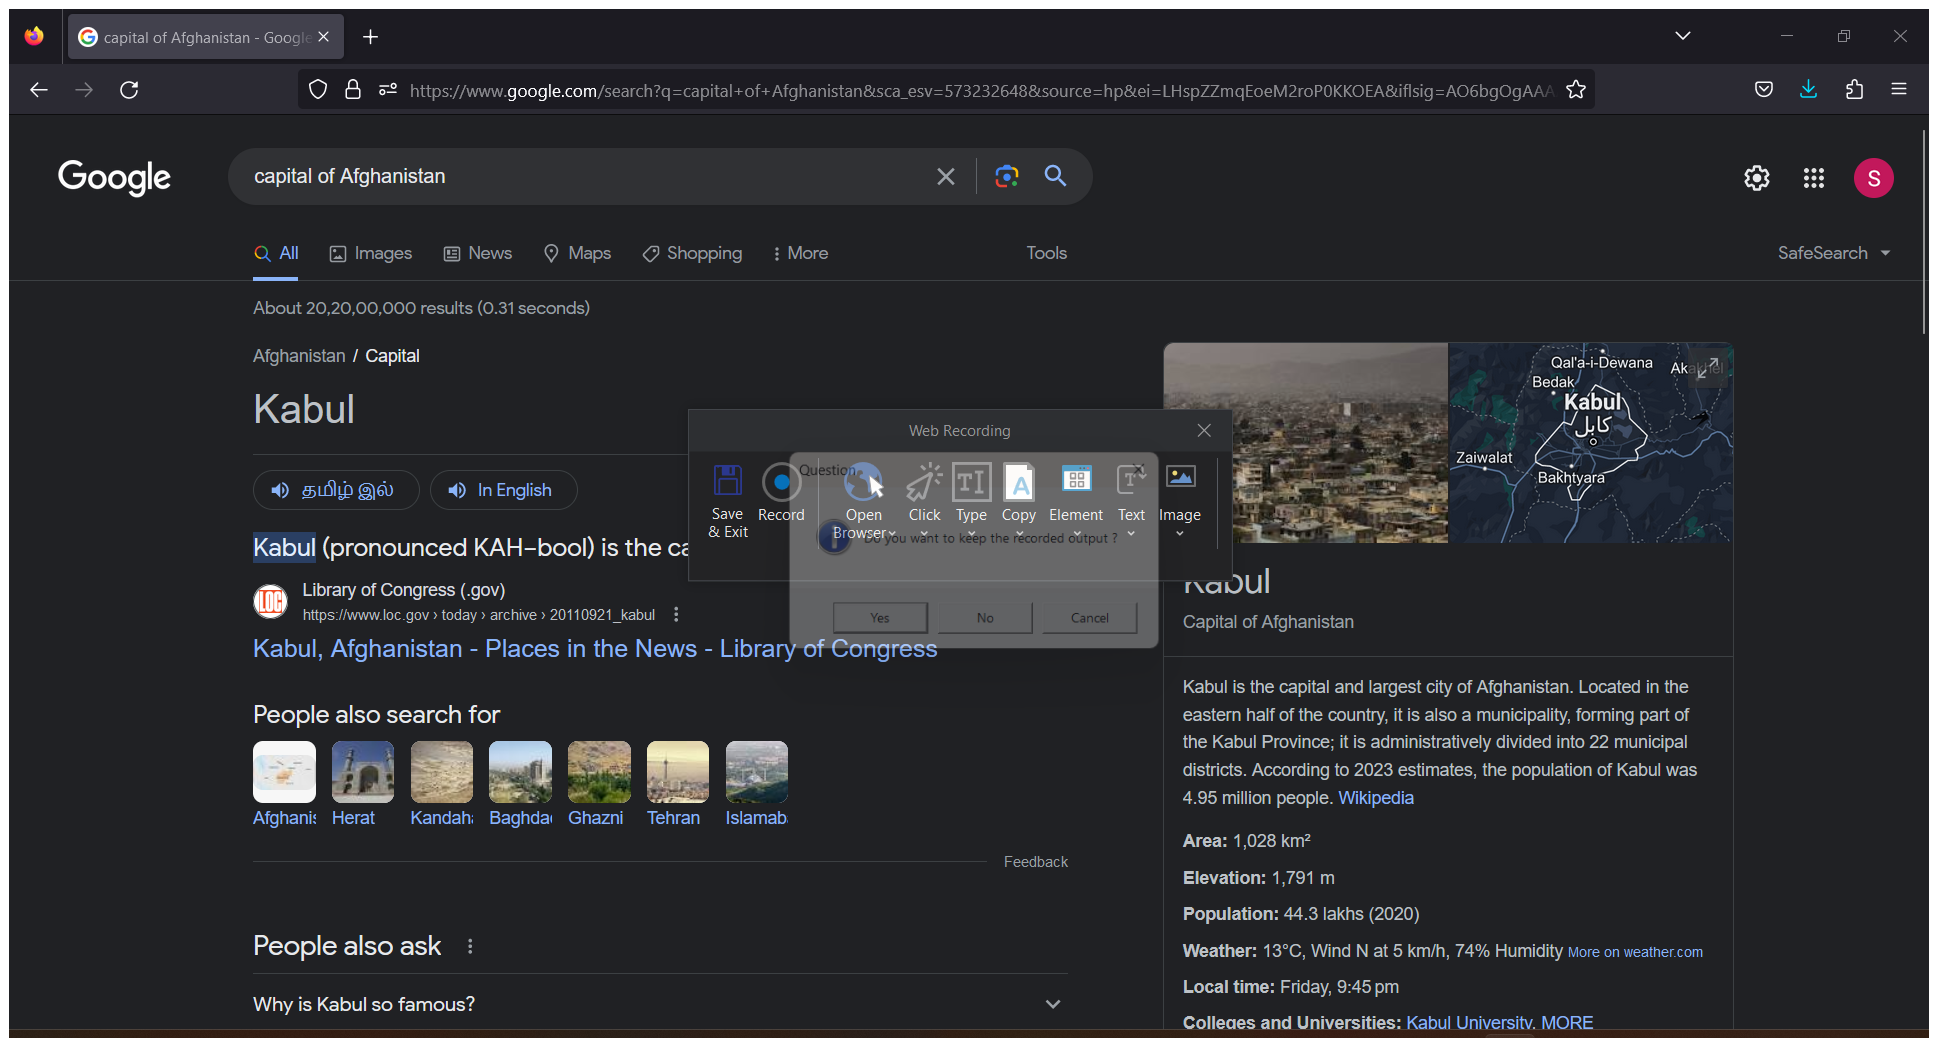 capital of Afghanistan - Google
https://www.google.com/search?q=capital+of+Afghanistan&sca_esv=573232648&source=hp&ei=LHspZZmqEoeM2roP0KKOEA&iflsig=AO6bgOgAAA
Google
capital of Afghanistan
S
All
Images
News
Maps
Shopping
More
Tools
SafeSearch
About 20,20,00,000 results (0.31 seconds)
Afghanistan / Capital
Kabul
தமிழ் இல்
In English
Kabul (pronounced KAH–bool) is the ca
LOC
Library of Congress (.gov)
https://www.loc.gov › today › archive › 20110921_kabul
Kabul, Afghanistan - Places in the News - Library of Congress
Web Recording
Save & Exit
Record
Open Browser
Click
Type
Copy
Element
Text
Image
Question
Do you want to keep the recorded output ?
Yes
No
Cancel
People also search for
Afghanis
Herat
Kandaha
Baghdad
Ghazni
Tehran
Islamab
Feedback
People also ask
Why is Kabul so famous?
Qal'a-i-Dewana
Akakhel
Bedak
Kabul
كابل
Zaiwalat
Bakhtyara
Kabul
Capital of Afghanistan
Kabul is the capital and largest city of Afghanistan. Located in the
eastern half of the country, it is also a municipality, forming part of
the Kabul Province; it is administratively divided into 22 municipal
districts. According to 2023 estimates, the population of Kabul was
4.95 million people. Wikipedia
Area: 1,028 km²
Elevation: 1,791 m
Population: 44.3 lakhs (2020)
Weather: 13°C, Wind N at 5 km/h, 74% Humidity More on weather.com
Local time: Friday, 9:45 pm
Colleges and Universities: Kabul University, MORE